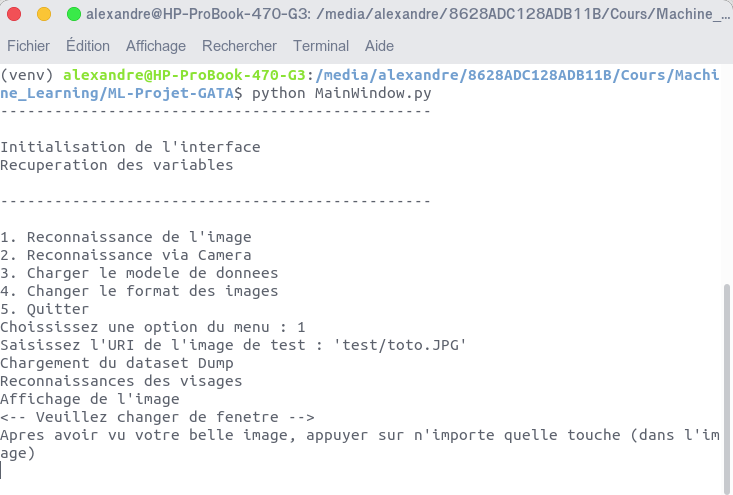 alexandre@HP-ProBook-470-G3: /media/alexandre/8628ADC128ADB11B/Cours/Machine_...
Fichier Édition Affichage Rechercher Terminal Aide
(venv) alexandre@HP-ProBook-470-G3:/media/alexandre/8628ADC128ADB11B/Cours/Machi
ne_Learning/ML-Projet-GATA$ python MainWindow.py
------------------------------------------------
Initialisation de l'interface
Recuperation des variables
------------------------------------------------
1. Reconnaissance de l'image
2. Reconnaissance via Camera
3. Charger le modele de donnees
4. Changer le format des images
5. Quitter
Choississez une option du menu : 1
Saisissez l'URI de l'image de test : 'test/toto.JPG'
Chargement du dataset Dump
Reconnaissances des visages
Affichage de l'image
<-- Veuillez changer de fenetre -->
Apres avoir vu votre belle image, appuyer sur n'importe quelle touche (dans l'im
age)